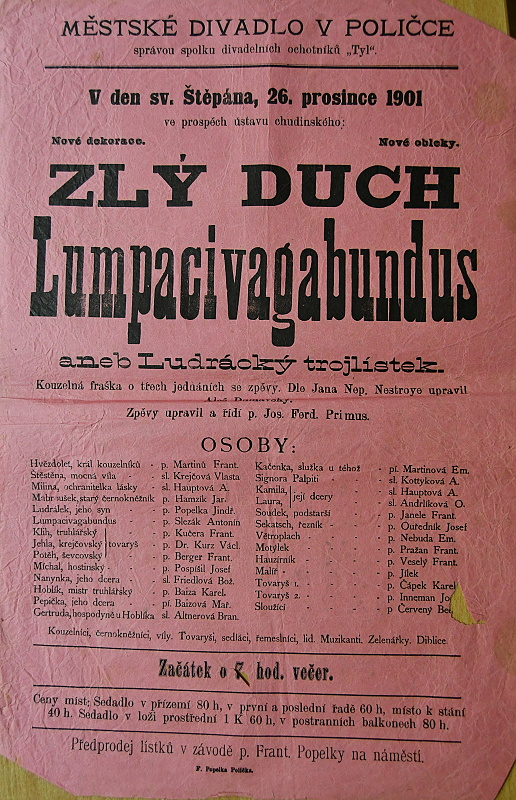 MĚSTSKÉ DIVADLO V POLIČCE
správou spolku divadelních ochotníků „Tyl“.
V den sv. Štěpána, 26. prosince 1901
ve prospěch ústavu chudinského:
Nové dekorace. Nové obleky.
ZLÝ DUCH
Lumpacivagabundus
aneb Ludrácký trojlístek.
Kouzelná fraška o třech jednáních se zpěvy. Dle Jana Nep. Nestroye upravil
Zpěvy upravil a řídí p. Jos. Ferd. Primus.
OSOBY:
Hvězdolet, král kouzelníků - p. Martinů Frant.
Štěstěna, mocná víla - sl. Krejčová Vlasta
Milina, ochranitelka lásky - sl. Hauptová A.
Mabroušek, starý černokněžník p. Hamzík Jar.
Ludrálek, jeho syn - p. Popelka Jindř.
Lumpacivagabundus - p. Slezák Antonín
Klih, truhlářský p. Kučera Frant.
Jehla, krejčovský tovaryš - p. Dr. Kurz Václ.
Potěh, ševcovský p. Berger Frant.
Míchal, hostinský - p. Pospíšil Josef
Nanynka, jeho dcera - sl. Friedlová Bož.
Hoblík, mistr truhlářský - p. Baiza Karel
Pepička, jeho dcera - pí. Baizová Mař.
Gertruda, hospodyně u Hoblíka sl. Altnerová Bran.
Kačenka, služka u téhož - pí. Martinová Em.
Signora Palpiti - sl. Kottyková A.
Kamila, její dcery - sl. Hauptová A.
Laura, - sl. Andrlíková O.
Soudek, podstarší - p. Janele Frant.
Sekatsch, řezník - p. Ouředník Josef
Větroplach - p. Nebuda Em.
Motýlek - p. Pražan Frant.
Hauzírník - p. Veselý Frant.
Malíř - p. Jílek
Tovaryš 1. - p. Čápek Karel
Tovaryš 2. - p. Inneman
Sloužící - p. Červený
Kouzelníci, černokněžníci, víly. Tovaryši, sedláci, řemeslníci, lid. Muzikanti. Zelenářky. Diblice.
Začátek o 7 hod. večer.
Ceny míst: Sedadlo v přízemí 80 h, v první a poslední řadě 60 h, místo k stání
40 h. Sedadlo v loži prostřední 1 K 60 h, v postranních balkonech 80 h.
Předprodej lístků v závodě p. Frant. Popelky na náměstí.
F. Popelka Polička.